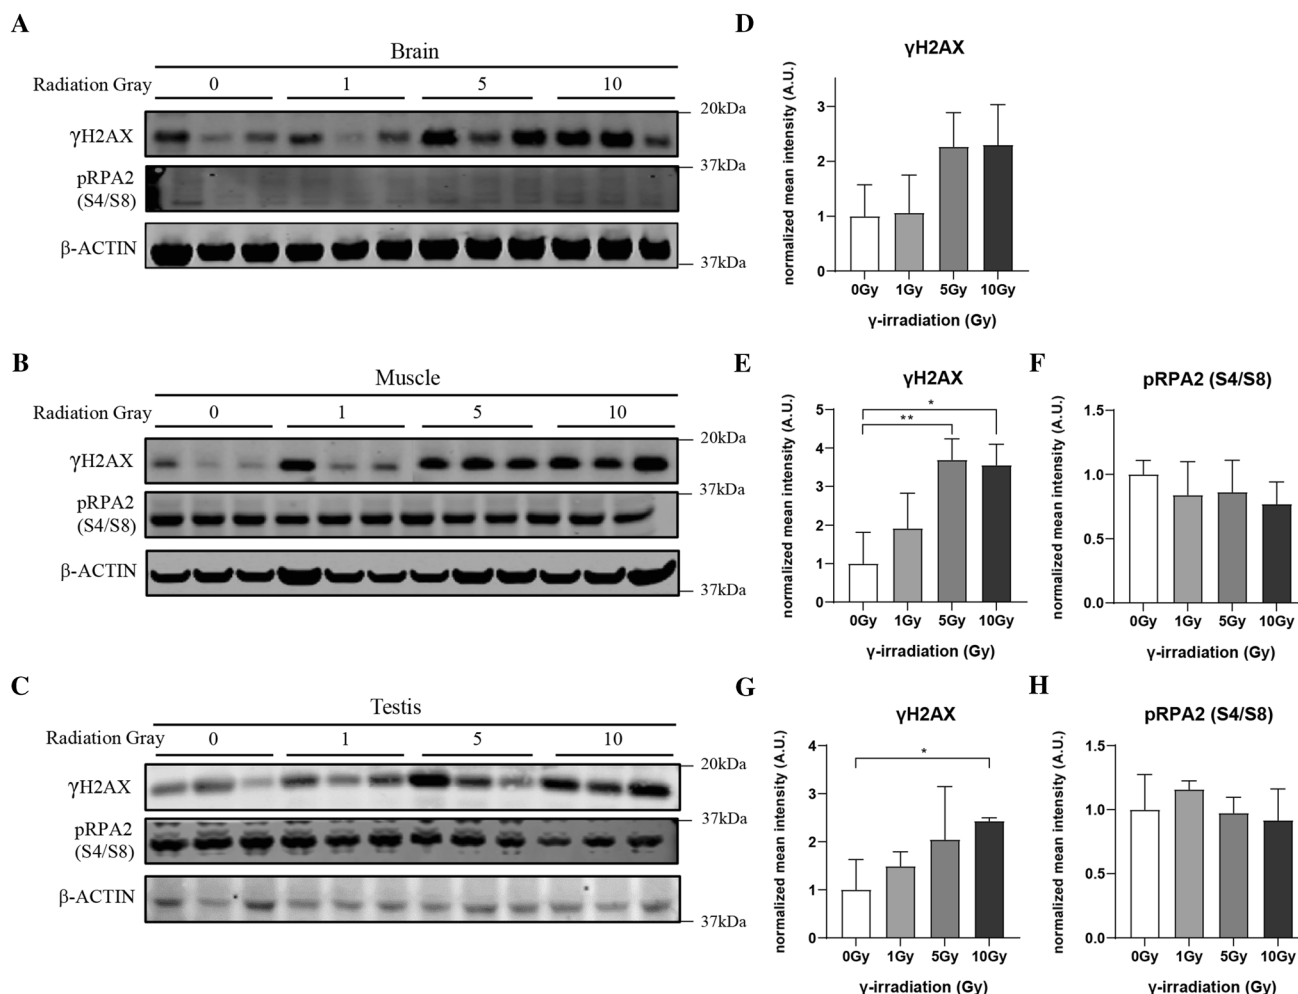 A
Brain
Radiation Gray 0 1 5 10
20kDa
γH2AX
37kDa
pRPA2
(S4/S8)
β-ACTIN
37kDa
D
γH2AX
normalized mean intensity (A.U.)
3
2
1
0
0Gy 1Gy 5Gy 10Gy
γ-irradiation (Gy)
B
Muscle
Radiation Gray 0 1 5 10
20kDa
γH2AX
37kDa
pRPA2
(S4/S8)
β-ACTIN
37kDa
E
γH2AX
normalized mean intensity (A.U.)
*
**
5
4
3
2
1
0
0Gy 1Gy 5Gy 10Gy
γ-irradiation (Gy)
F
pRPA2 (S4/S8)
normalized mean intensity (A.U.)
1.5
1.0
0.5
0.0
0Gy 1Gy 5Gy 10Gy
γ-irradiation (Gy)
C
Testis
Radiation Gray 0 1 5 10
20kDa
γH2AX
37kDa
pRPA2
(S4/S8)
β-ACTIN
37kDa
G
γH2AX
normalized mean intensity (A.U.)
*
4
3
2
1
0
0Gy 1Gy 5Gy 10Gy
γ-irradiation (Gy)
H
pRPA2 (S4/S8)
normalized mean intensity (A.U.)
1.5
1.0
0.5
0.0
0Gy 1Gy 5Gy 10Gy
γ-irradiation (Gy)